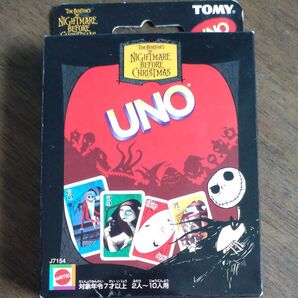 TIM BURTON'S
THE NIGHTMARE
BEFORE
CHRISTMAS
TOMY
UNO
TIM BURTON'S
THE NIGHTMARE
BEFORE
CHRISTMAS
UNO
J7154
MATTEL
対象年令7才以上 2人〜10人用